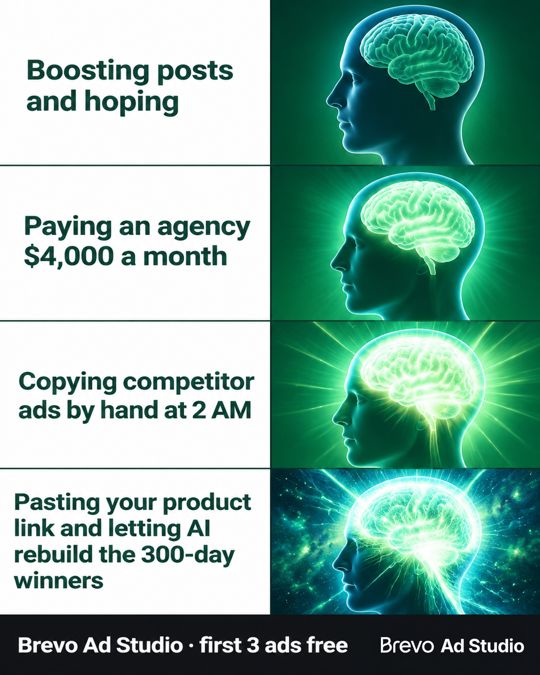 Boosting posts
and hoping
Paying an agency
$4,000 a month
Copying competitor
ads by hand at 2 AM
Pasting your product
link and letting AI
rebuild the 300-day
winners
Brevo Ad Studio · first 3 ads free
Brevo Ad Studio